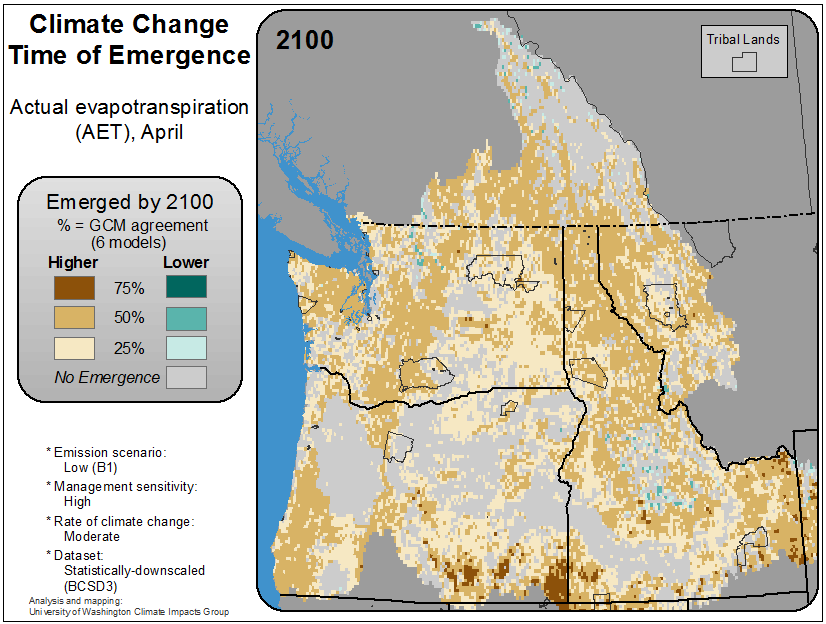 Climate Change
Time of Emergence
Actual evapotranspiration
(AET), April
Emerged by 2100
% = GCM agreement
(6 models)
Higher Lower
75%
50%
25%
No Emergence
* Emission scenario:
Low (B1)
* Management sensitivity:
High
* Rate of climate change:
Moderate
* Dataset:
Statistically-downscaled
(BCSD3)
Analysis and mapping:
University of Washington Climate Impacts Group
2100
Tribal Lands